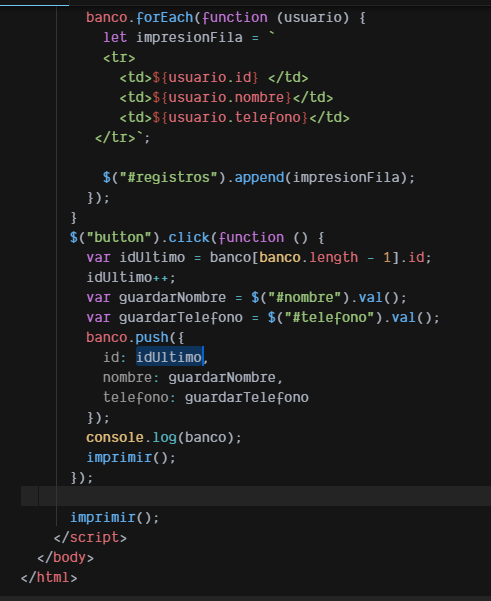 banco.forEach(function (usuario) {
let impresionFila = `
<tr>
<td>${usuario.id} </td>
<td>${usuario.nombre}</td>
<td>${usuario.telefono}</td>
</tr>`;
$("#registros").append(impresionFila);
});
}
$("button").click(function () {
var idUltimo = banco[banco.length - 1].id;
idUltimo++;
var guardarNombre = $("#nombre").val();
var guardarTelefono = $("#telefono").val();
banco.push({
id: idUltimo,
nombre: guardarNombre,
telefono: guardarTelefono
});
console.log(banco);
imprimir();
});
imprimir();
</script>
</body>
</html>